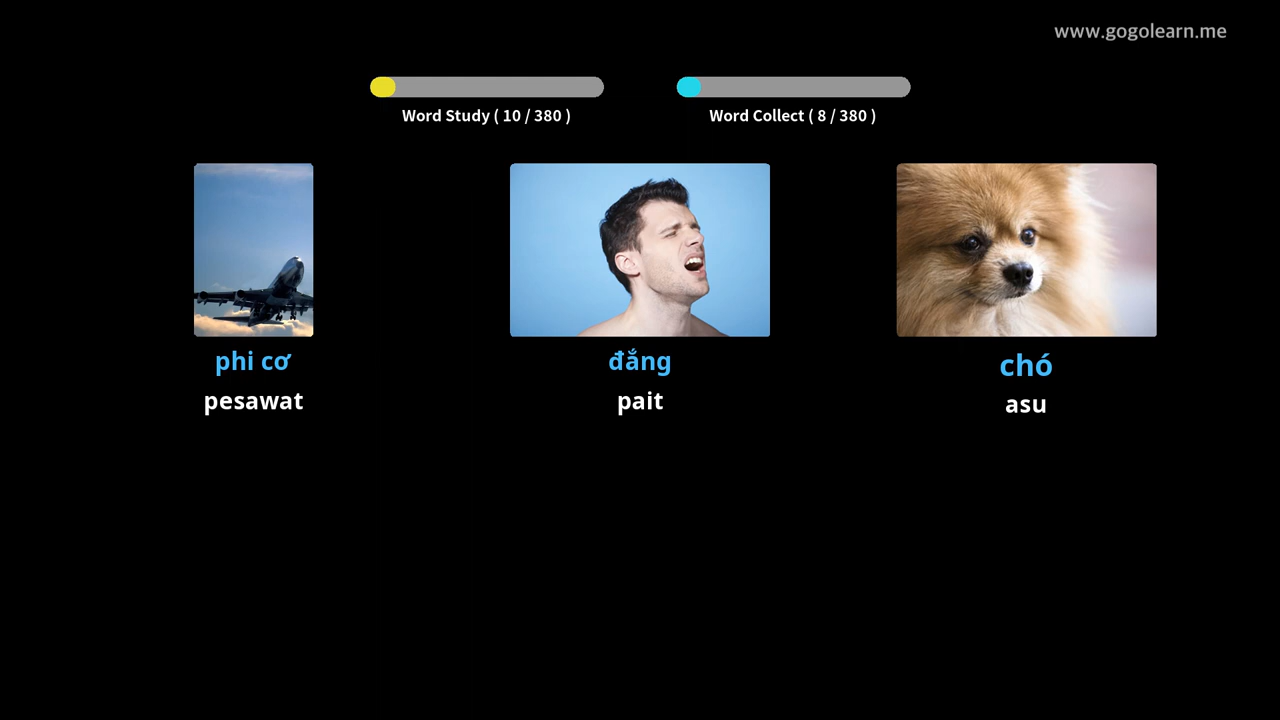 www.gogolearn.me
Word Study ( 10 / 380 )
Word Collect ( 8 / 380 )
phi cơ
pesawat
đắng
pait
chó
asu